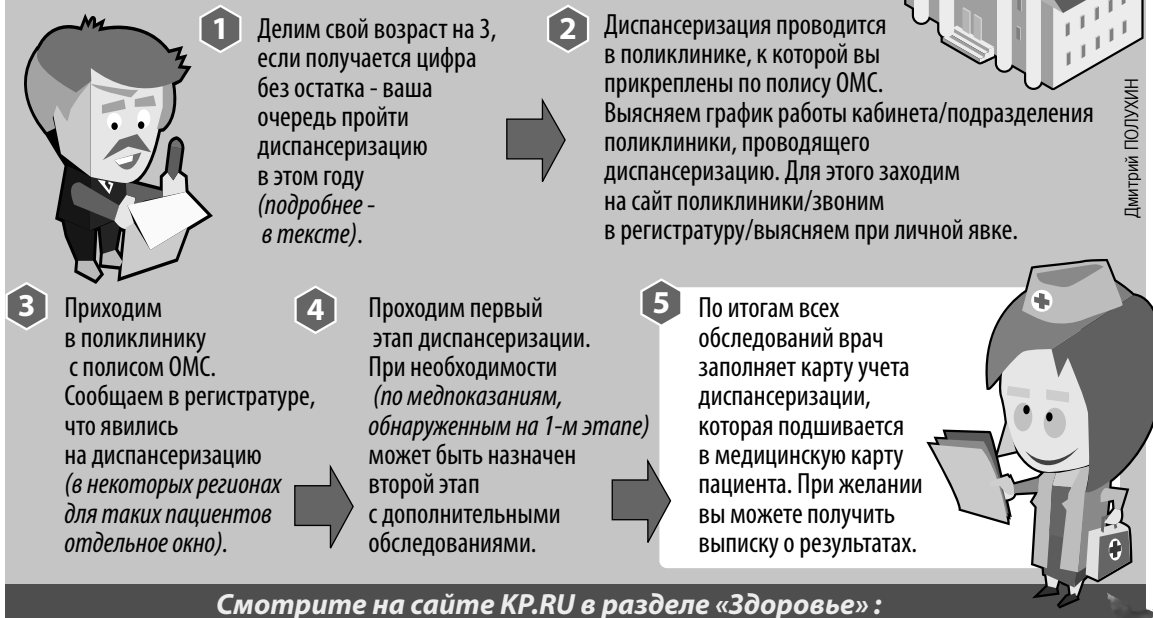 1
Делим свой возраст на 3,
если получается цифра
без остатка - ваша
очередь пройти
диспансеризацию
в этом году
(подробнее -
в тексте).
2
Диспансеризация проводится
в поликлинике, к которой вы
прикреплены по полису ОМС.
Выясняем график работы кабинета/подразделения
поликлиники, проводящего
диспансеризацию. Для этого заходим
на сайт поликлиники/звоним
в регистратуру/выясняем при личной явке.
Дмитрий ПОЛУХИН
3
Приходим
в поликлинику
с полисом ОМС.
Сообщаем в регистратуре,
что явились
на диспансеризацию
(в некоторых регионах
для таких пациентов
отдельное окно).
4
Проходим первый
этап диспансеризации.
При необходимости
(по медпоказаниям,
обнаруженным на 1-м этапе)
может быть назначен
второй этап
с дополнительными
обследованиями.
5
По итогам всех
обследований врач
заполняет карту учета
диспансеризации,
которая подшивается
в медицинскую карту
пациента. При желании
вы можете получить
выписку о результатах.
Смотрите на сайте KP.RU в разделе «Здоровье» :